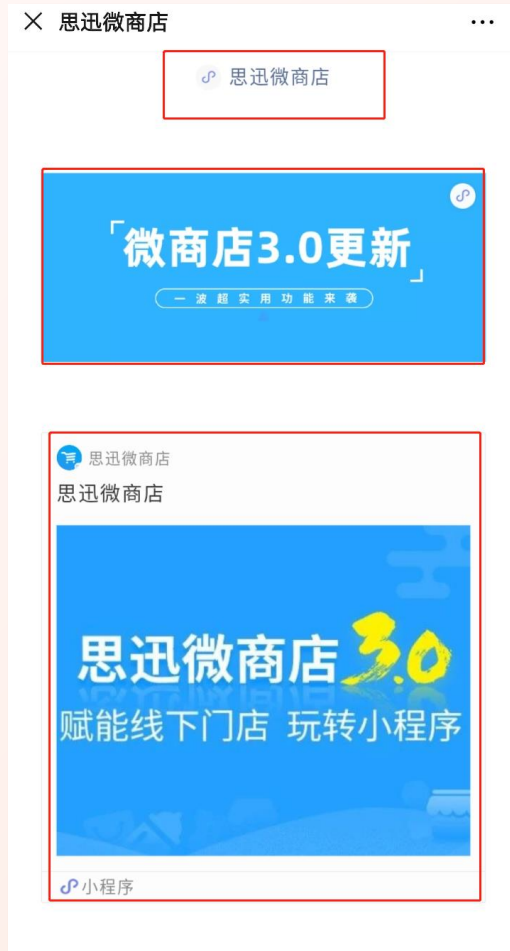 思迅微商店
思迅微商店
「微商店3.0更新」
一波超实用功能来袭
思迅微商店
思迅微商店
思迅微商店3.0
赋能线下门店 玩转小程序
小程序